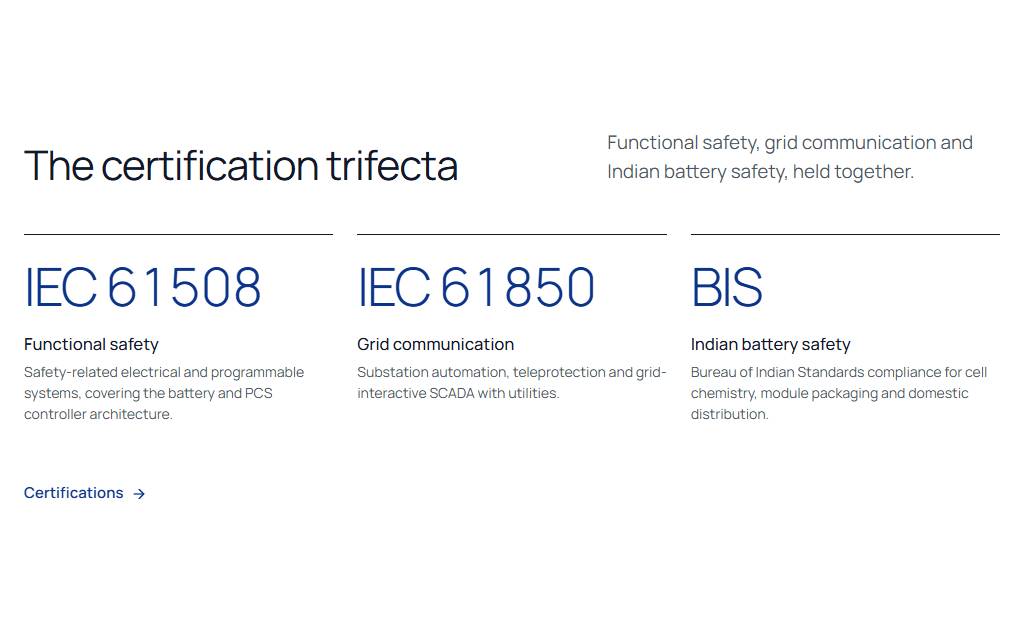 The certification trifecta
Functional safety, grid communication and
Indian battery safety, held together.
IEC 61508
Functional safety
Safety-related electrical and programmable
systems, covering the battery and PCS
controller architecture.
IEC 61850
Grid communication
Substation automation, teleprotection and grid-
interactive SCADA with utilities.
BIS
Indian battery safety
Bureau of Indian Standards compliance for cell
chemistry, module packaging and domestic
distribution.
Certifications →